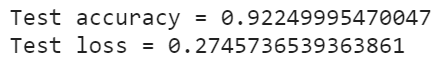 Test accuracy = 0.92249995470047
Test loss = 0.2745736539363861